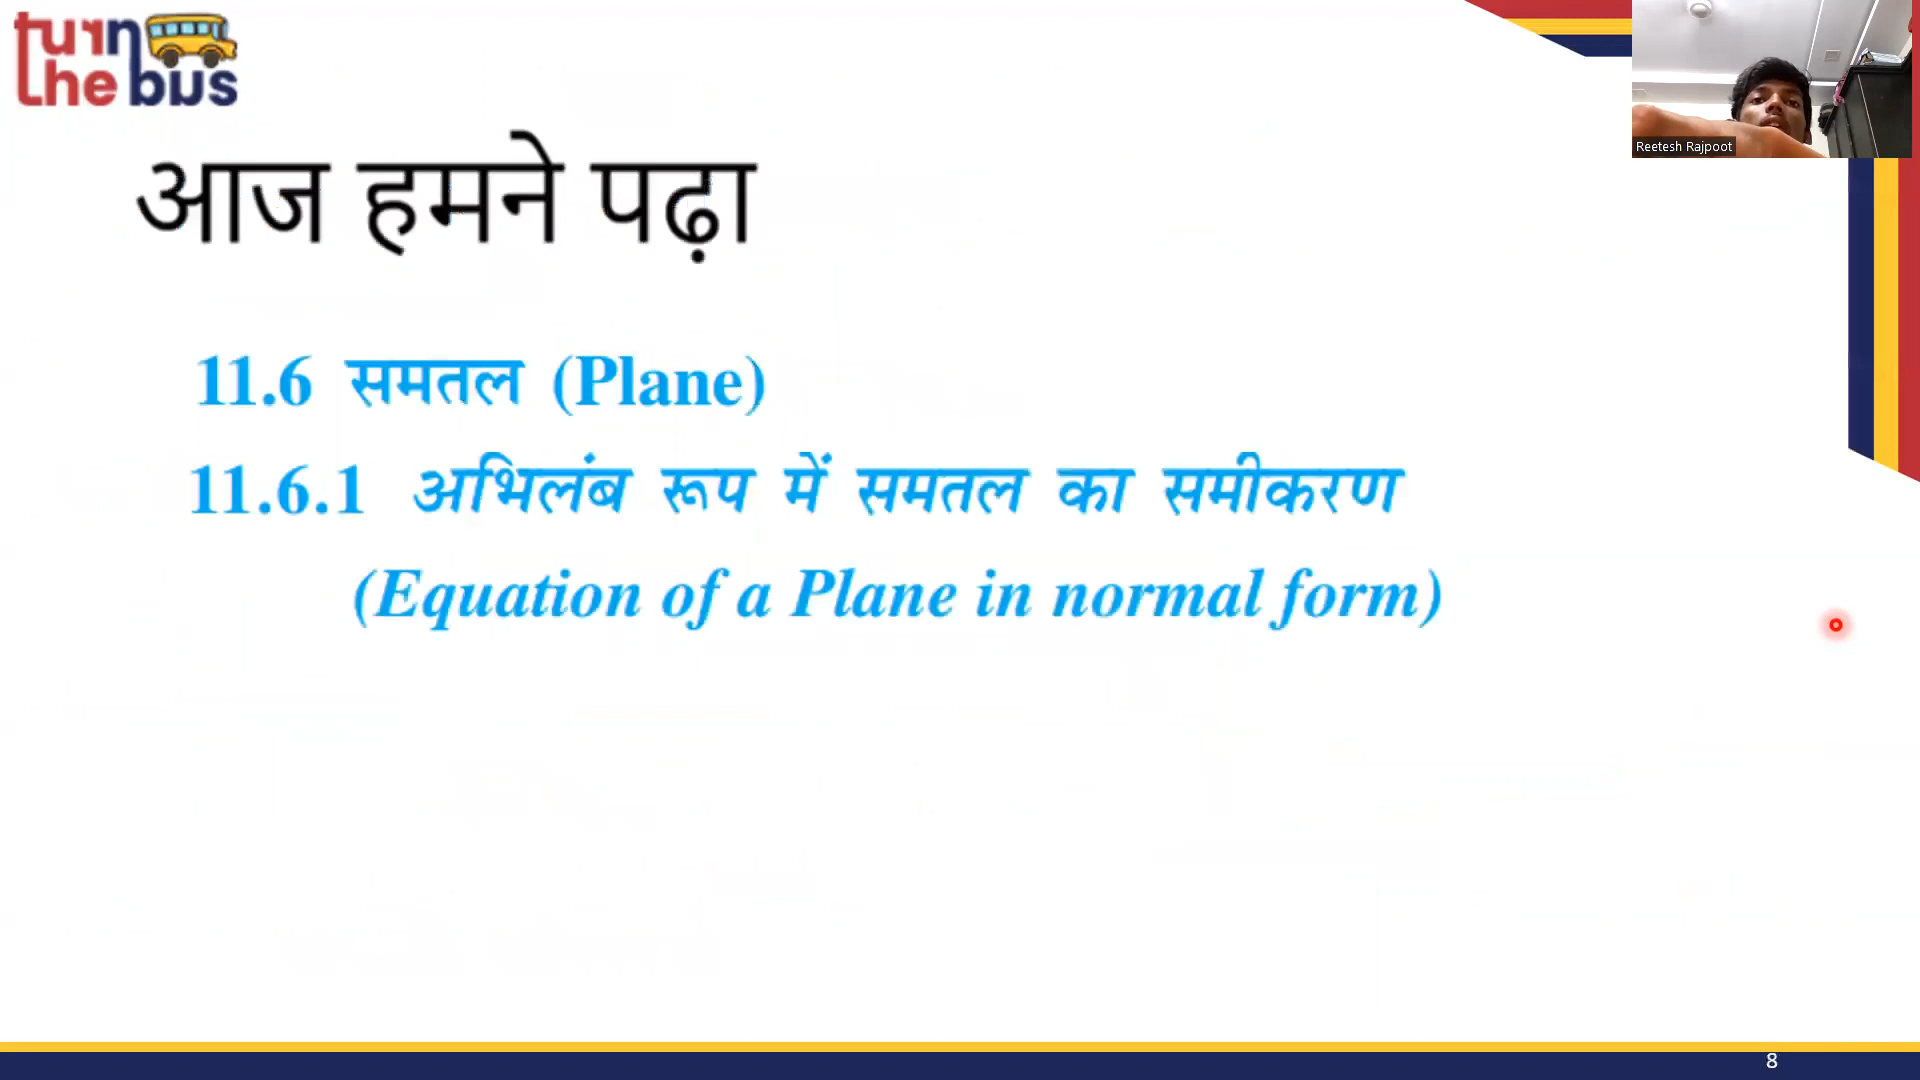 turn
the bus
Reetesh Rajpoot
आज हमने पढ़ा
11.6 समतल (Plane)
11.6.1 अभिलंब रूप में समतल का समीकरण
(Equation of a Plane in normal form)
8